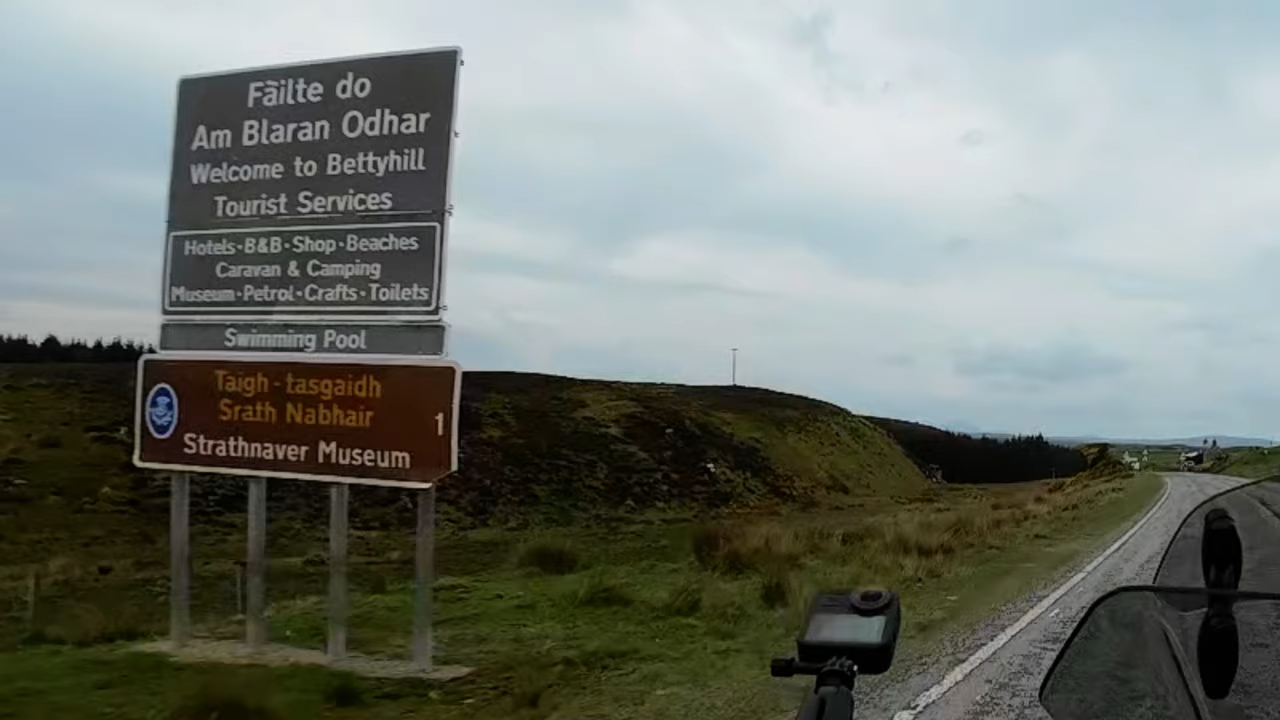 Fàilte do
Am Blaran Odhar
Welcome to Bettyhill
Tourist Services
Hotels · B&B · Shop · Beaches
Caravan & Camping
Museum · Petrol · Crafts · Toilets
Swimming Pool
Taigh-tasgaidh
Srath Nabhair
1
Strathnaver Museum